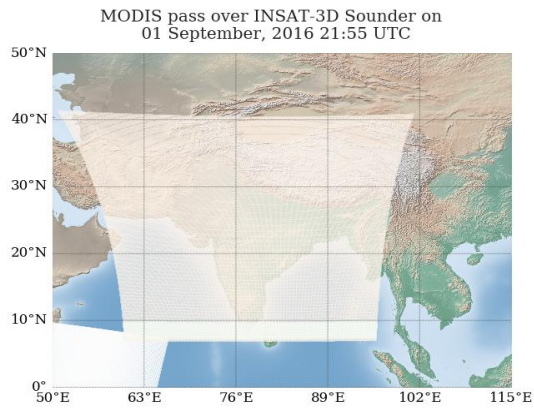 MODIS pass over INSAT-3D Sounder on
01 September, 2016 21:55 UTC
50°N
40°N
30°N
20°N
10°N
0°
50°E 63°E 76°E 89°E 102°E 115°E